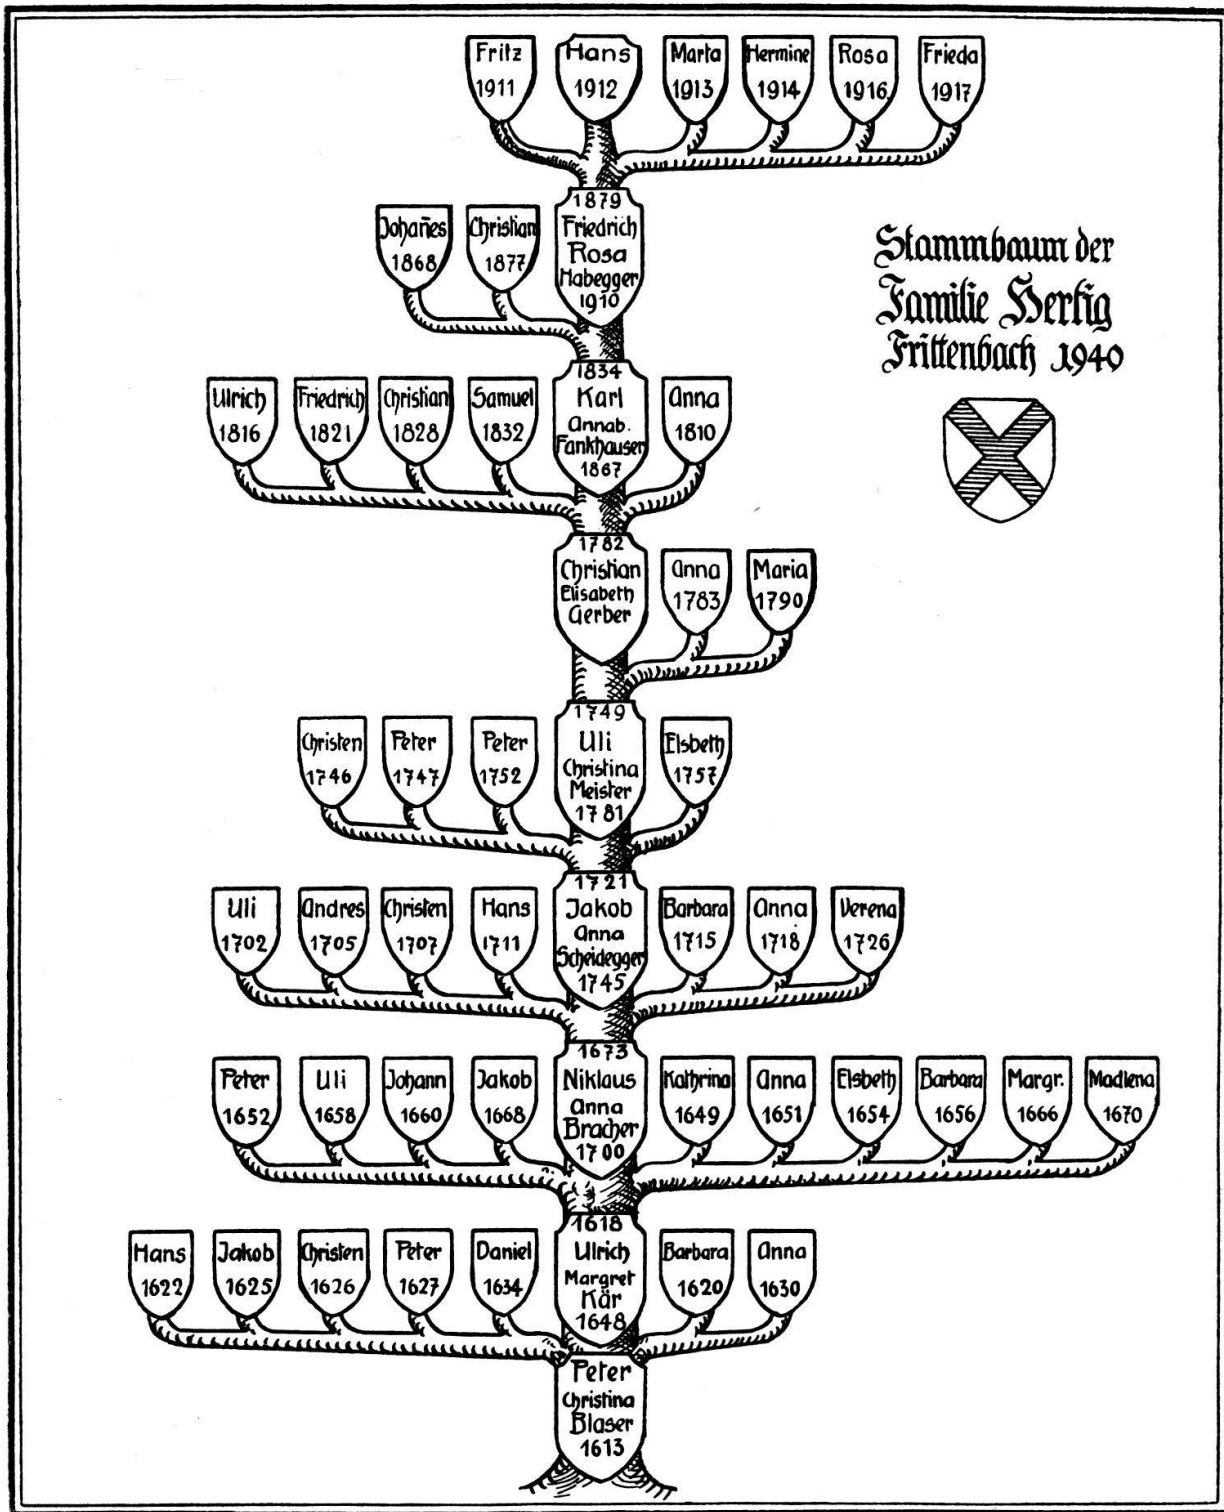 Fritz
1911
Hans
1912
Marta
1913
Hermine
1914
Rosa
1916
Frieda
1917
Johañes
1868
Christian
1877
1879
Friedrich
Rosa
Habegger
1910
Stammbaum der
Familie Hertig
Frittenbach 1940
Ulrich
1816
Friedrich
1821
Christian
1828
Samuel
1832
1834
Karl
Annab.
Fankhauser
1867
Anna
1810
1782
Christian
Elisabeth
Gerber
Anna
1783
Maria
1790
Christen
1746
Peter
1747
Peter
1752
1749
Uli
Christina
Meister
1781
Elsbeth
1757
Uli
1702
Andres
1705
Christen
1707
Hans
1711
1721
Jakob
Anna
Scheidegger
1745
Barbara
1715
Anna
1718
Verena
1726
Peter
1652
Uli
1658
Johann
1660
Jakob
1668
1673
Niklaus
Anna
Bracher
1700
Kathrina
1649
Anna
1651
Elsbeth
1654
Barbara
1656
Margr.
1666
Madlena
1670
Hans
1622
Jakob
1625
Christen
1626
Peter
1627
Daniel
1634
1618
Ulrich
Margret
Kär
1648
Barbara
1620
Anna
1630
Peter
Christina
Blaser
1613